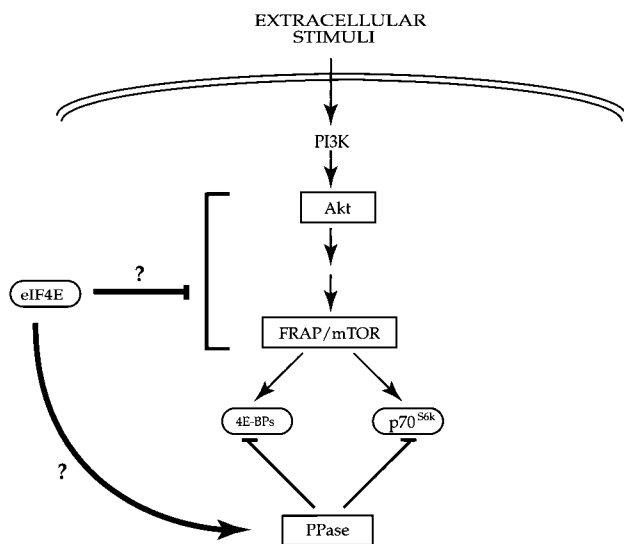 EXTRACELLULAR
STIMULI
PI3K
Akt
?
eIF4E
FRAP/mTOR
4E-BPs
p70S6k
?
PPase